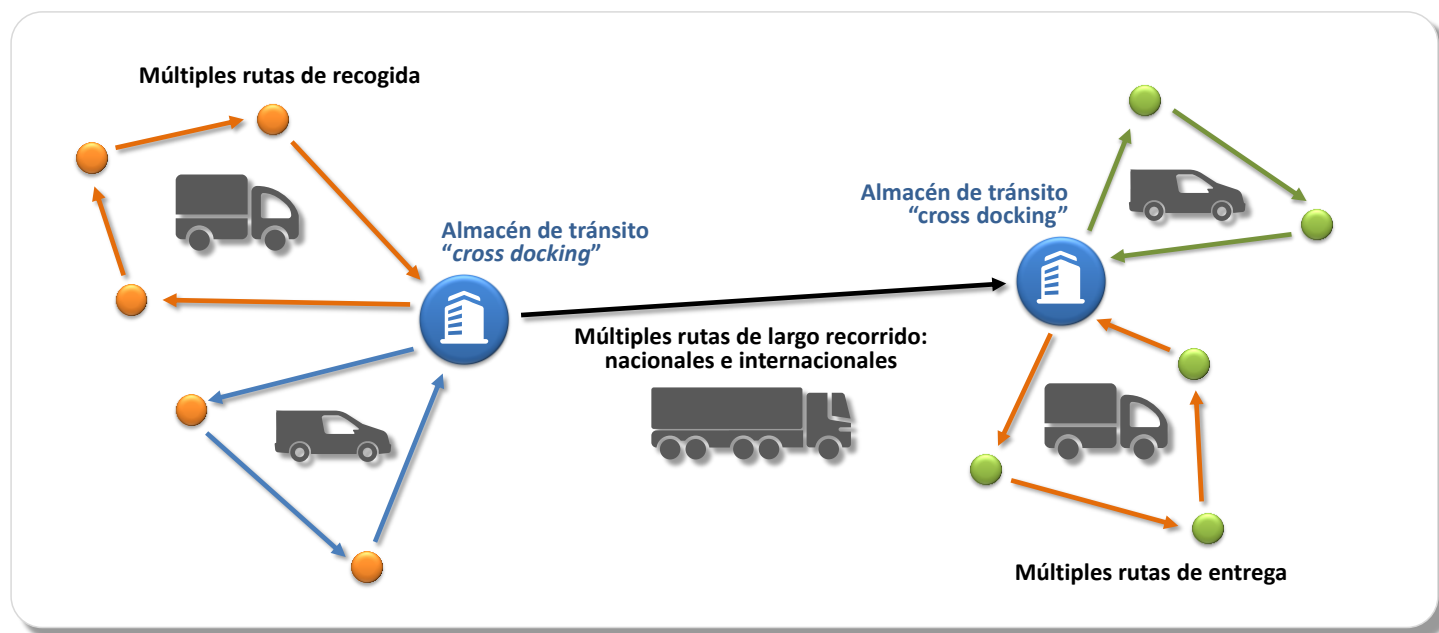 Múltiples rutas de recogida
Almacén de tránsito
“cross docking”
Almacén de tránsito
“cross docking”
Múltiples rutas de largo recorrido:
nacionales e internacionales
Múltiples rutas de entrega